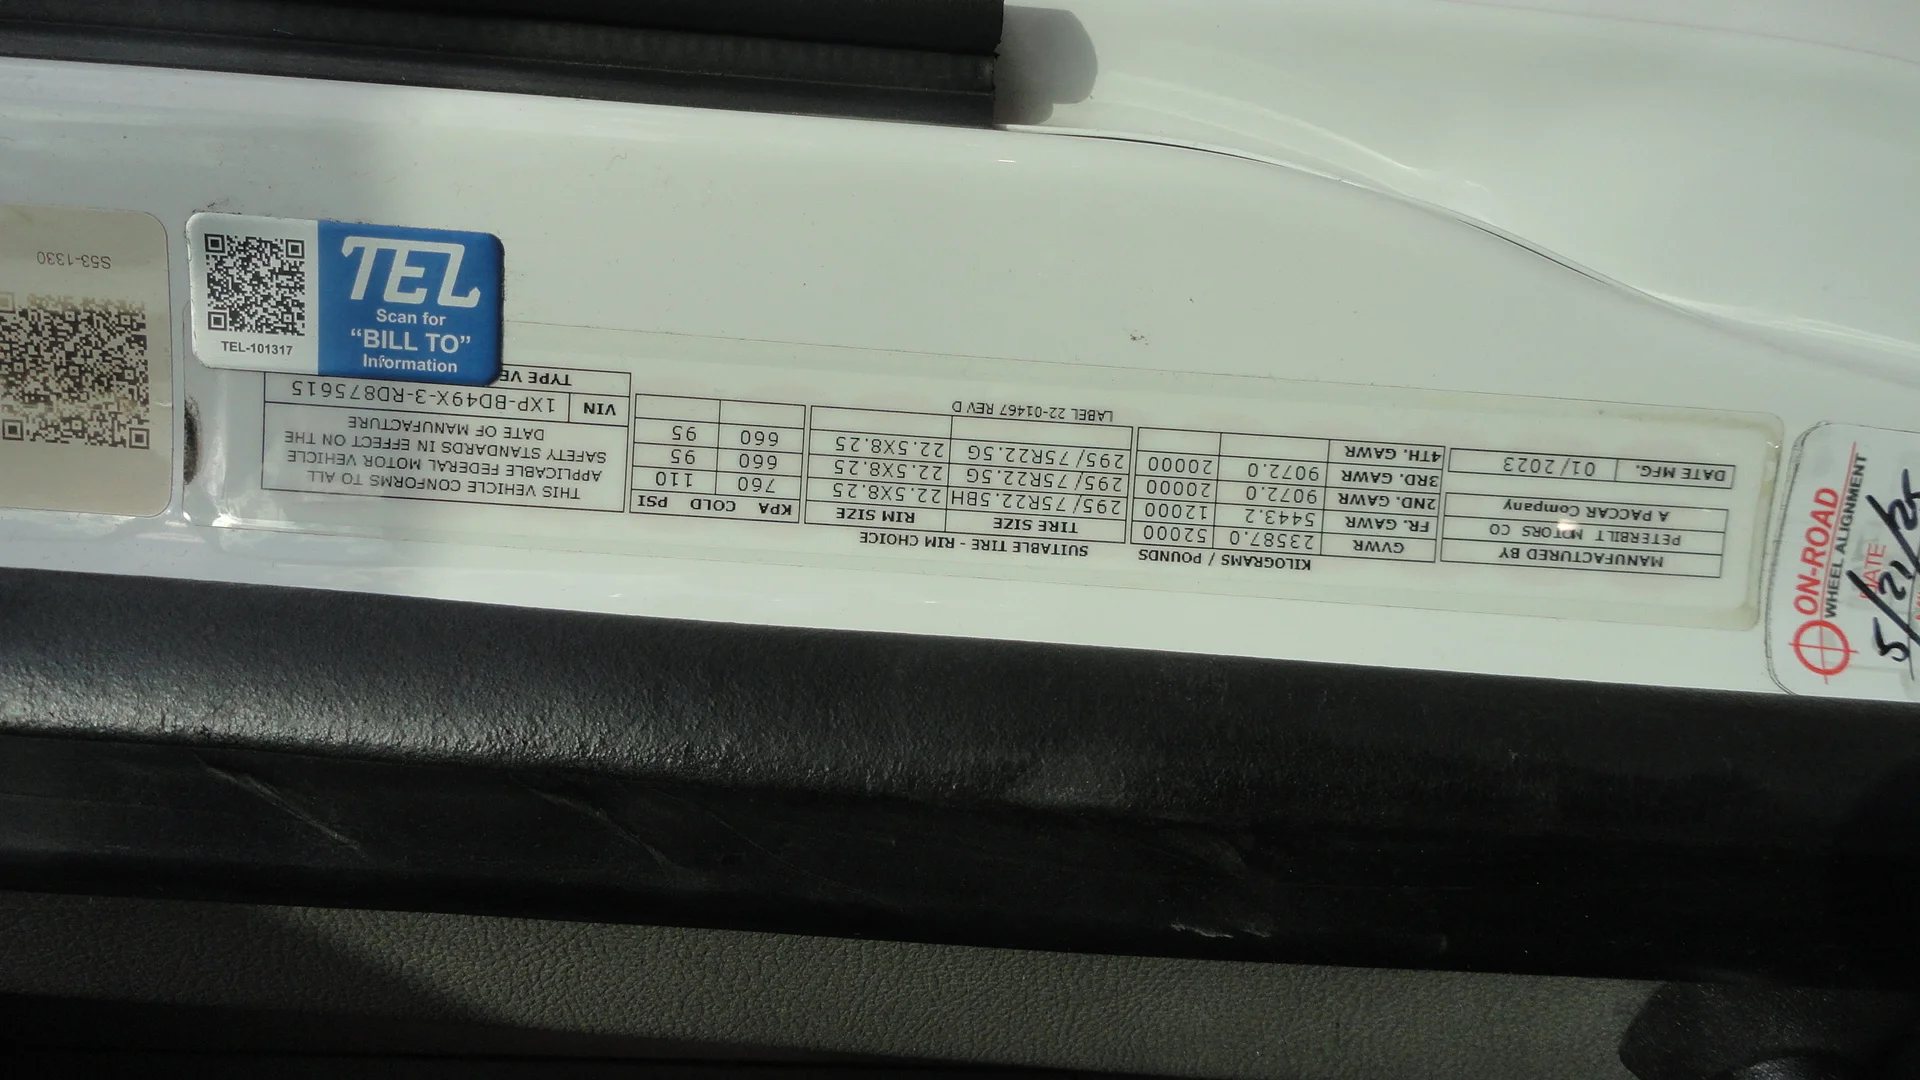 S53-1330
TEL
Scan for
“BILL TO”
Information
TEL-101317
MANUFACTURED BY
PETERBILT MOTORS CO
A PACCAR Company
DATE MFG. 01/2023
KILOGRAMS / POUNDS
GVWR 23587.0 52000
FR. GAWR 5443.2 12000
2ND. GAWR 9072.0 20000
3RD. GAWR 9072.0 20000
4TH. GAWR
SUITABLE TIRE - RIM CHOICE
TIRE SIZE RIM SIZE
295/75R22.5BH 22.5X8.25
295/75R22.5G 22.5X8.25
295/75R22.5G 22.5X8.25
KPA COLD PSI
760 110
660 95
660 95
THIS VEHICLE CONFORMS TO ALL
APPLICABLE FEDERAL MOTOR VEHICLE
SAFETY STANDARDS IN EFFECT ON THE
DATE OF MANUFACTURE
VIN 1XP-BD49X-3-RD875615
TYPE VE
LABEL 22-01467 REV D
ON-ROAD
WHEEL ALIGNMENT
DATE
5/21/25